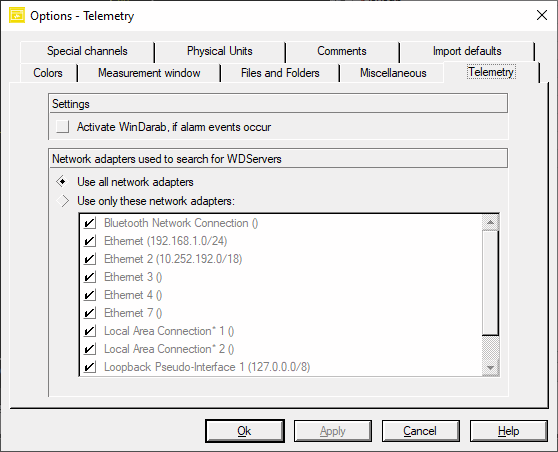 Options - Telemetry
Special channels
Physical Units
Comments
Import defaults
Colors
Measurement window
Files and Folders
Miscellaneous
Telemetry
Settings
Activate WinDarab, if alarm events occur
Network adapters used to search for WDServers
Use all network adapters
Use only these network adapters:
Bluetooth Network Connection ()
Ethernet (192.168.1.0/24)
Ethernet 2 (10.252.192.0/18)
Ethernet 3 ()
Ethernet 4 ()
Ethernet 7 ()
Local Area Connection* 1 ()
Local Area Connection* 2 ()
Loopback Pseudo-Interface 1 (127.0.0.0/8)
Ok
Apply
Cancel
Help